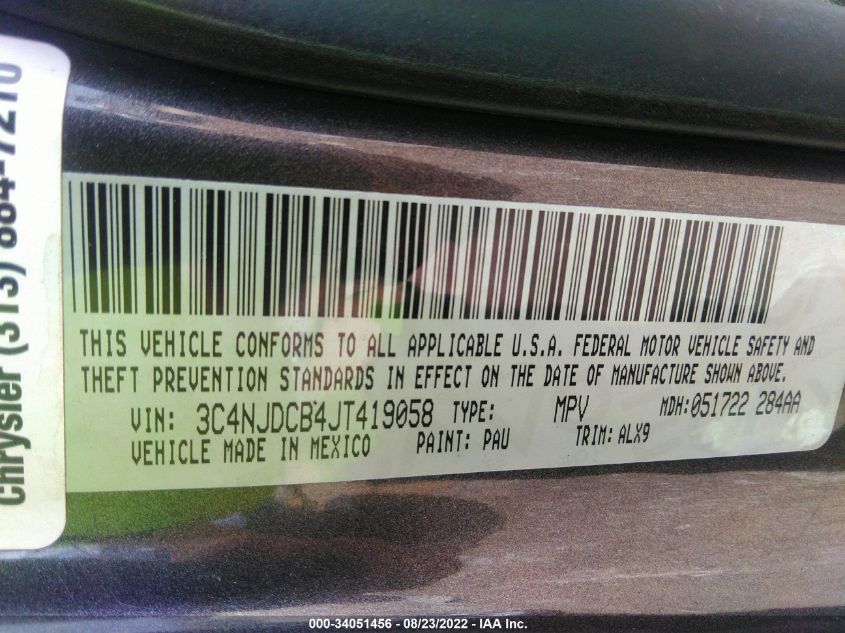 Chrysler (313) 884-7210
THIS VEHICLE CONFORMS TO ALL APPLICABLE U.S.A. FEDERAL MOTOR VEHICLE SAFETY AND
THEFT PREVENTION STANDARDS IN EFFECT ON THE DATE OF MANUFACTURE SHOWN ABOVE.
VIN: 3C4NJDCB4JT419058 TYPE: MPV MDH:051722 284AA
VEHICLE MADE IN MEXICO PAINT: PAU TRIM: ALX9
000-34051456 - 08/23/2022 - IAA Inc.